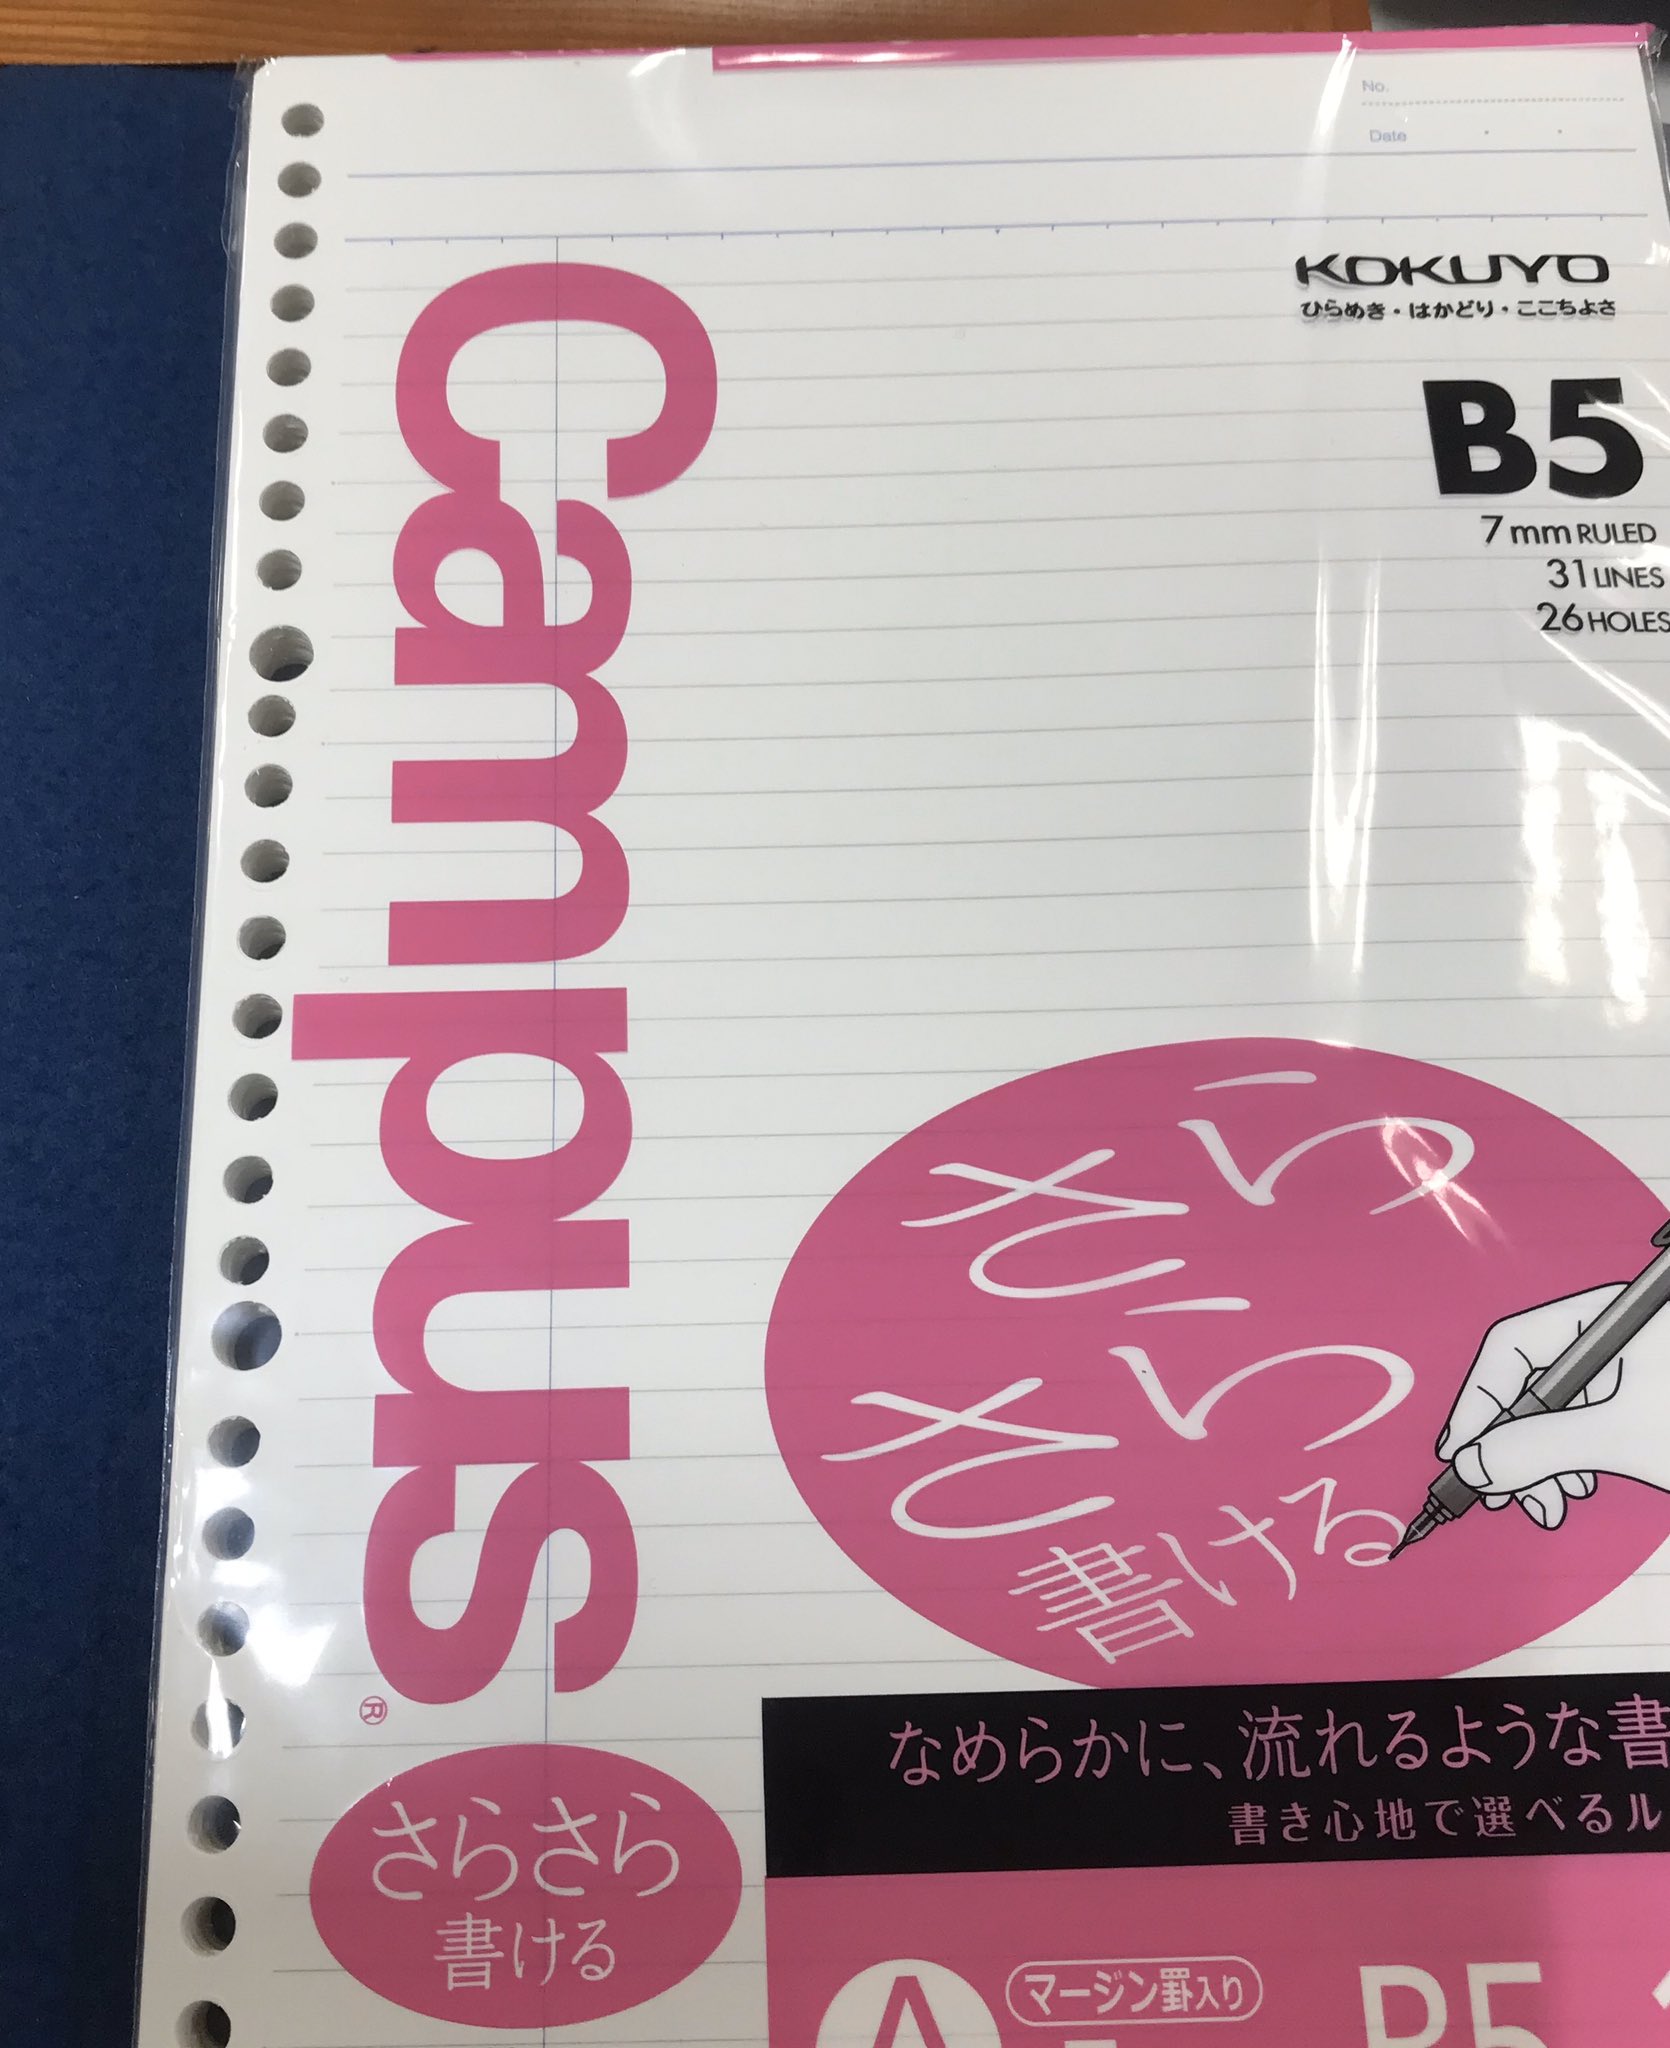 No.
Date
KOKUYO
ひらめき・はかどり・ここちよさ
B5
7 mm RULED
31 LINES
26 HOLES
Campus®
さらさら
書ける
さら
さら
書ける
なめらかに、流れるような書
書き心地で選べるル
A
マージン罫入り
B5